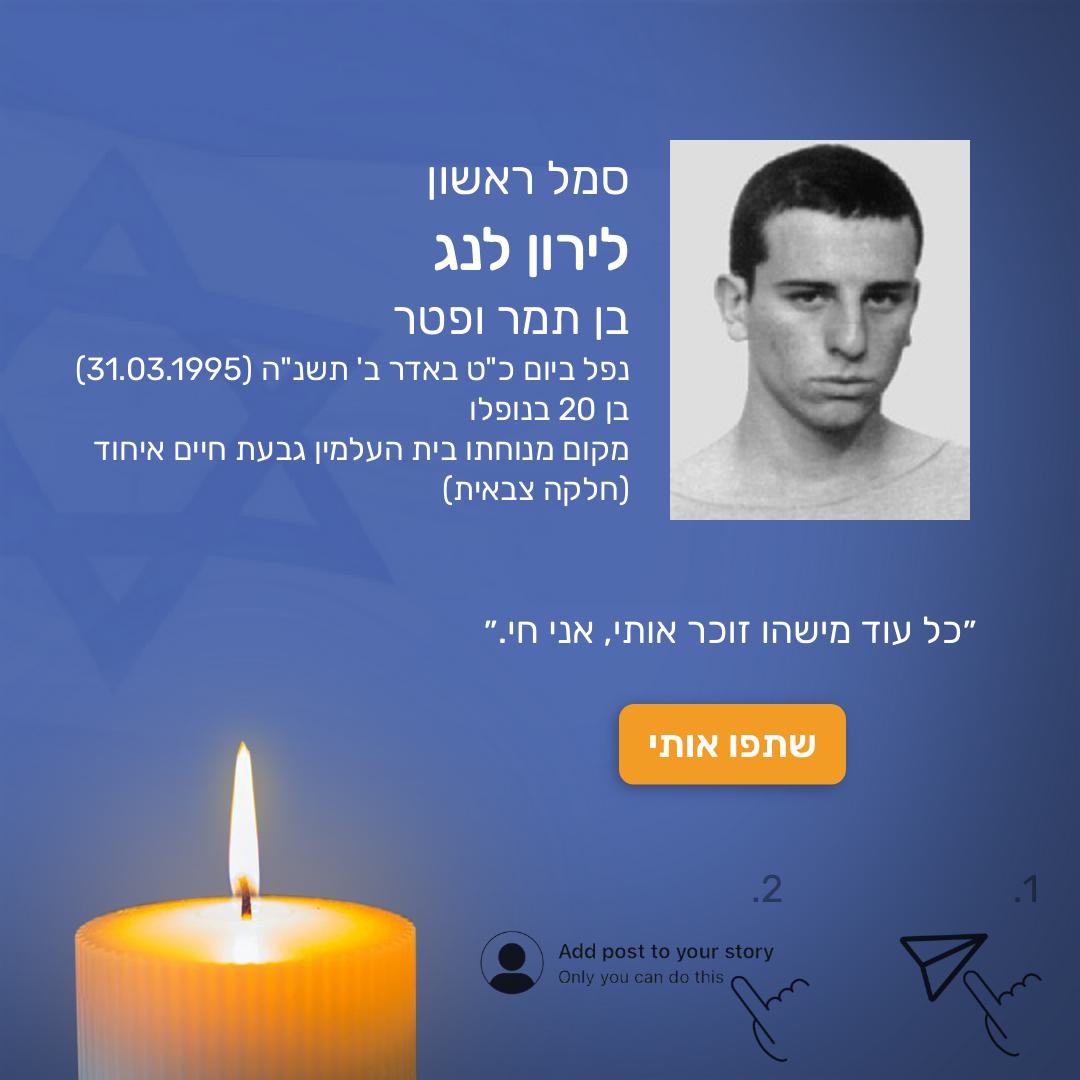 סמל ראשון
לירון לנג
בן תמר ופטר
נפל ביום כ"ט באדר ב' תשנ"ה (31.03.1995)
בן 20 בנופלו
מקום מנוחתו בית העלמין גבעת חיים איחוד
(חלקה צבאית)
״כל עוד מישהו זוכר אותי, אני חי.״
שתפו אותי
.1
.2
Add post to your story
Only you can do this